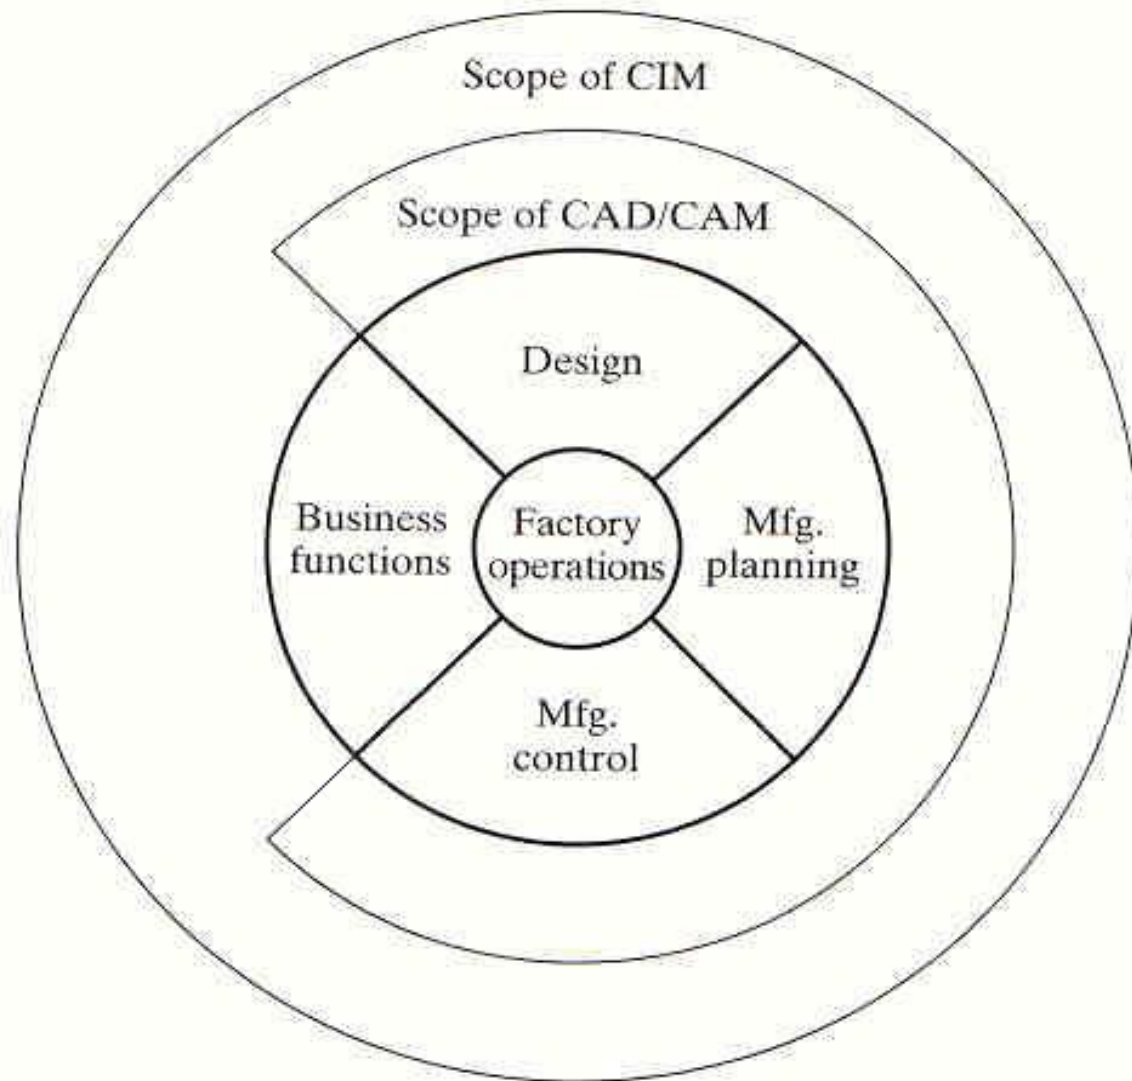 Scope of CIM
Scope of CAD/CAM
Design
Business
functions
Factory
operations
Mfg.
planning
Mfg.
control